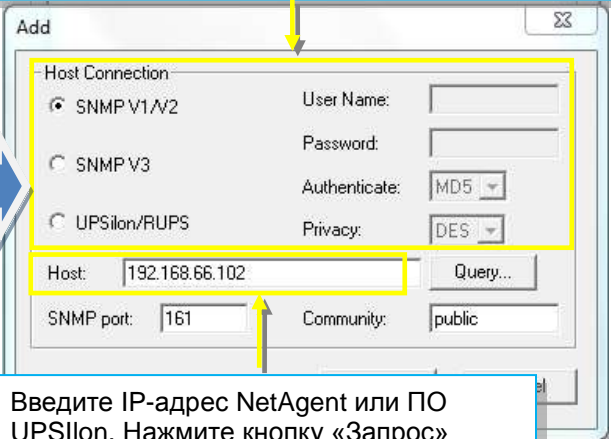 Add
Host Connection
SNMP V1/V2
User Name:
Password:
SNMP V3
Authenticate: MD5
UPSilon/RUPS
Privacy: DES
Host: 192.168.66.102 Query...
SNMP port: 161 Community: public
Введите IP-адрес NetAgent или ПО
UPSIlon. Нажмите кнопку «Запрос»